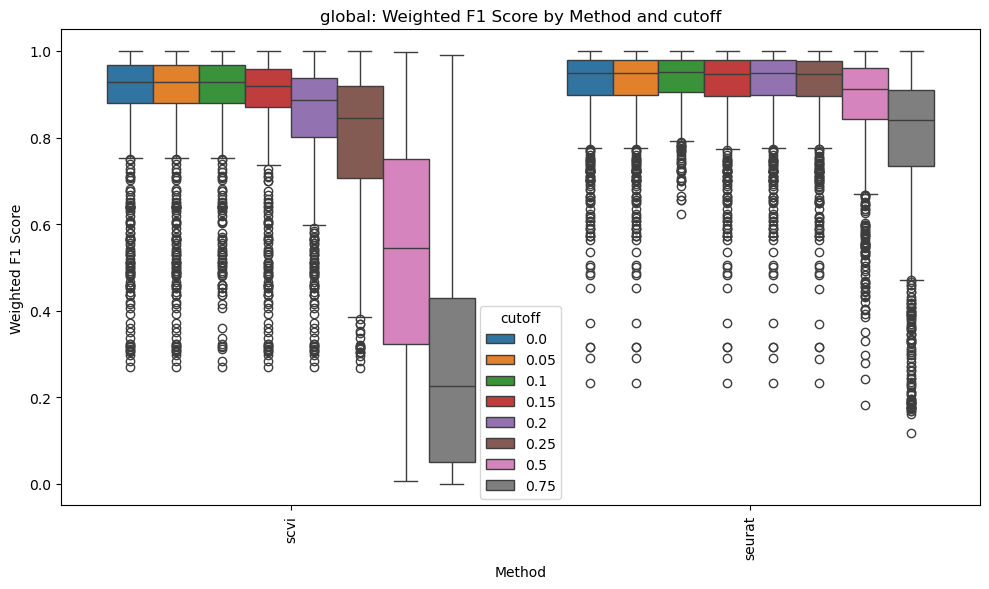 global: Weighted F1 Score by Method and cutoff
Weighted F1 Score
1.0
0.8
0.6
0.4
0.2
0.0
cutoff
0.0
0.05
0.1
0.15
0.2
0.25
0.5
0.75
scvi
seurat
Method